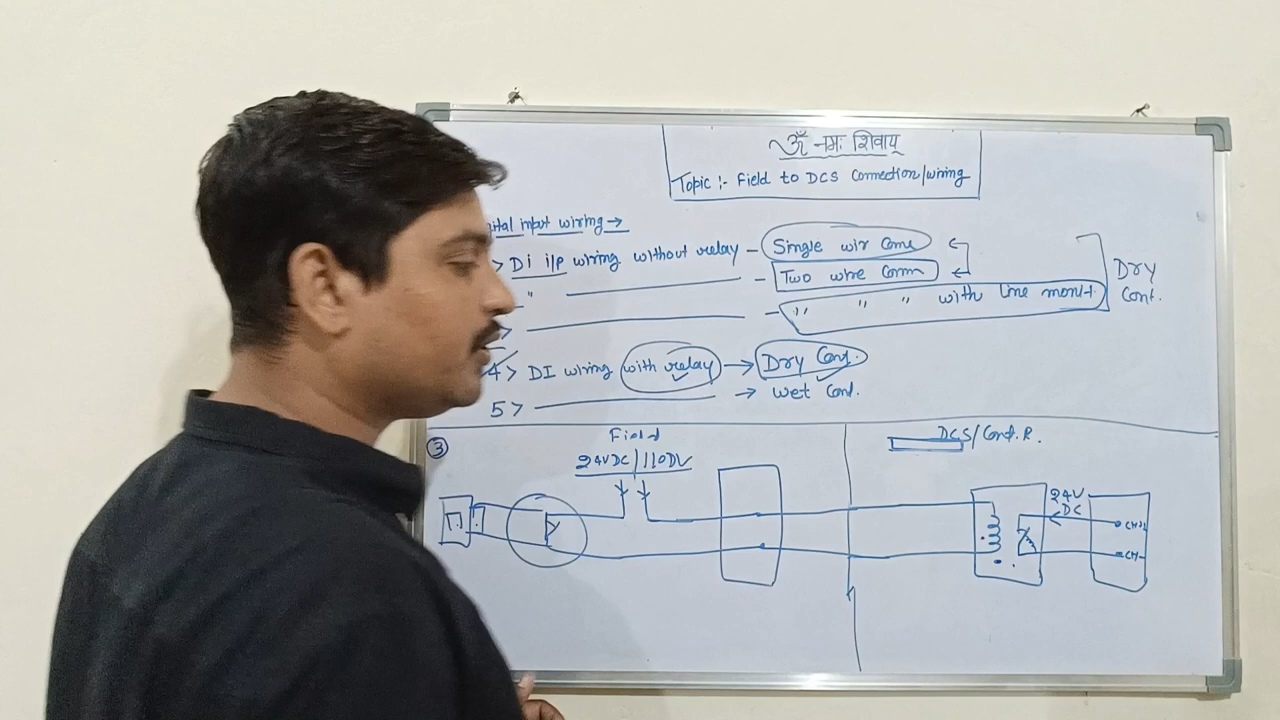 ॐ नमः शिवाय
Topic :- Field to DCS Connection/wiring
ital input wiring →
> Di i/p wiring without relay - Single wir Conn
" - Two wire Conn
> - " " " with line monit.
Dry
Cont.
4> DI wiring with relay → Dry Cont.
5> → wet Cont.
③
Field
24VDC/110DV
DCS/Cont. R.
24V
DC
CH+
CH-